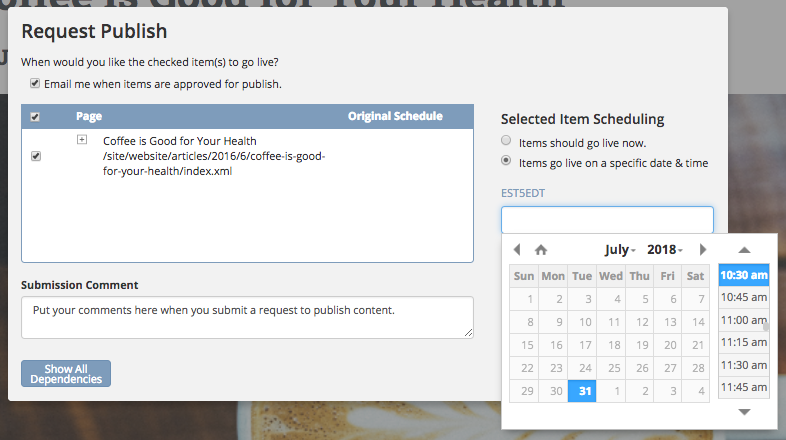 Coffee is Good for Your Health
Request Publish
When would you like the checked item(s) to go live?
Email me when items are approved for publish.
Page Original Schedule
Coffee is Good for Your Health
/site/website/articles/2016/6/coffee-is-good-
for-your-health/index.xml
Submission Comment
Put your comments here when you submit a request to publish content.
Show All
Dependencies
Selected Item Scheduling
Items should go live now.
Items go live on a specific date & time
EST5EDT
July 2018
Sun Mon Tue Wed Thu Fri Sat
1 2 3 4 5 6 7
8 9 10 11 12 13 14
15 16 17 18 19 20 21
22 23 24 25 26 27 28
29 30 31 1 2 3 4
10:30 am
10:45 am
11:00 am
11:15 am
11:30 am
11:45 am